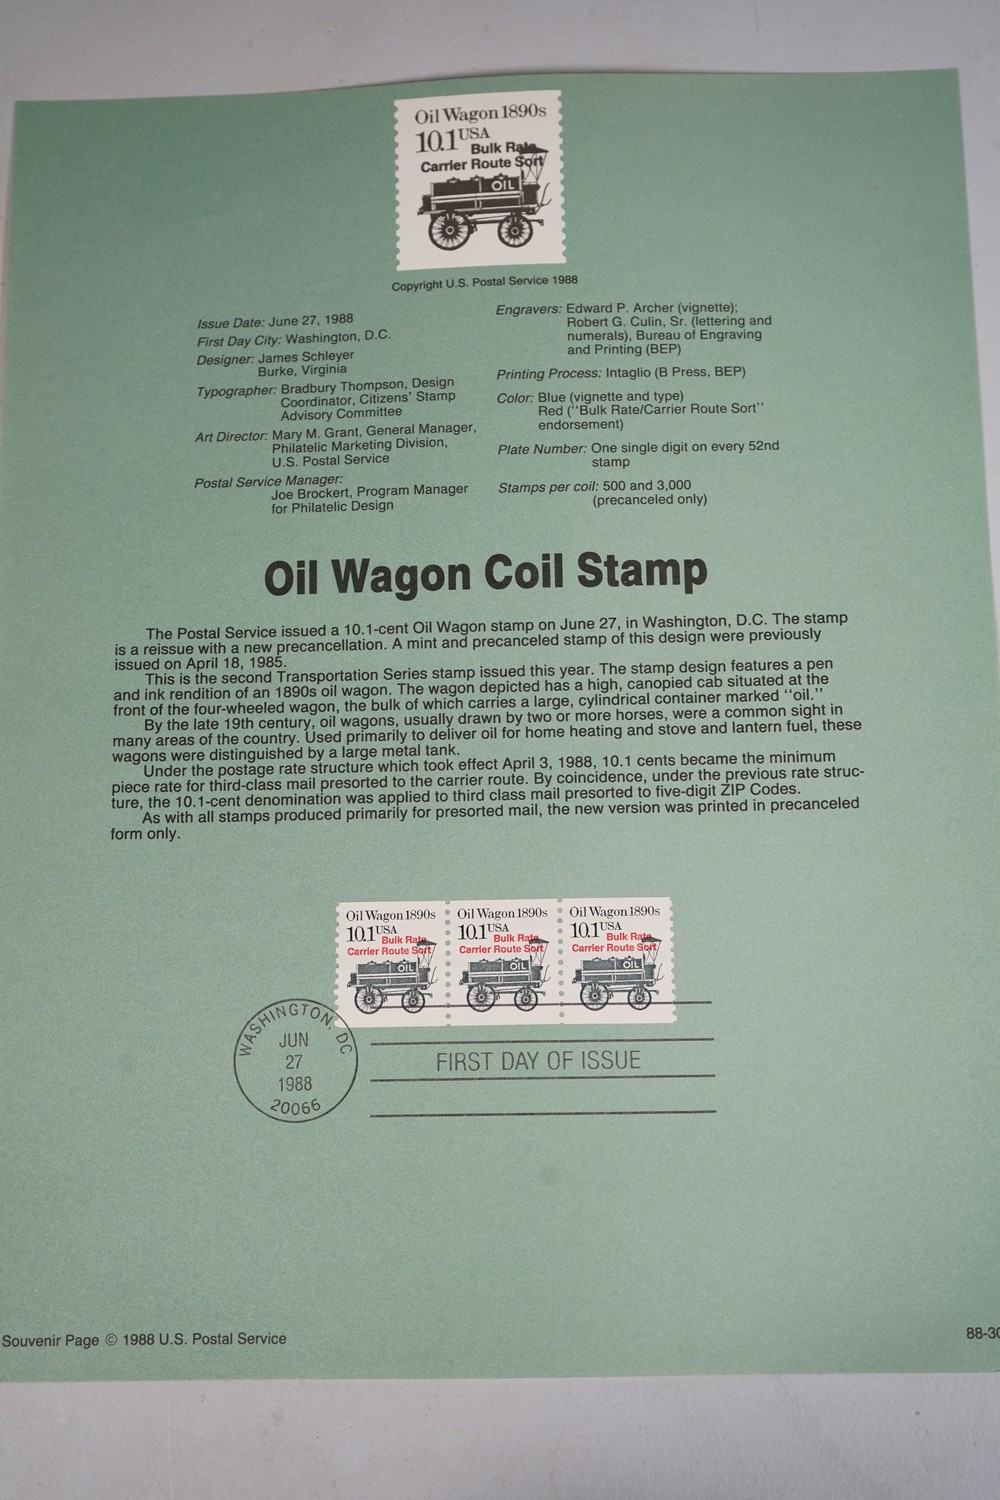 Oil Wagon 1890s
10.1 USA
Bulk Rate
Carrier Route Sort
OIL
Copyright U.S. Postal Service 1988
Issue Date: June 27, 1988
First Day City: Washington, D.C.
Designer: James Schleyer
Burke, Virginia
Typographer: Bradbury Thompson, Design
Coordinator, Citizens' Stamp
Advisory Committee
Art Director: Mary M. Grant, General Manager,
Philatelic Marketing Division,
U.S. Postal Service
Postal Service Manager:
Joe Brockert, Program Manager
for Philatelic Design
Engravers: Edward P. Archer (vignette);
Robert G. Culin, Sr. (lettering and
numerals), Bureau of Engraving
and Printing (BEP)
Printing Process: Intaglio (B Press, BEP)
Color: Blue (vignette and type)
Red ("Bulk Rate/Carrier Route Sort"
endorsement)
Plate Number: One single digit on every 52nd
stamp
Stamps per coil: 500 and 3,000
(precanceled only)
Oil Wagon Coil Stamp
The Postal Service issued a 10.1-cent Oil Wagon stamp on June 27, in Washington, D.C. The stamp
is a reissue with a new precancellation. A mint and precanceled stamp of this design were previously
issued on April 18, 1985.
This is the second Transportation Series stamp issued this year. The stamp design features a pen
and ink rendition of an 1890s oil wagon. The wagon depicted has a high, canopied cab situated at the
front of the four-wheeled wagon, the bulk of which carries a large, cylindrical container marked "oil."
By the late 19th century, oil wagons, usually drawn by two or more horses, were a common sight in
many areas of the country. Used primarily to deliver oil for home heating and stove and lantern fuel, these
wagons were distinguished by a large metal tank.
Under the postage rate structure which took effect April 3, 1988, 10.1 cents became the minimum
piece rate for third-class mail presorted to the carrier route. By coincidence, under the previous rate struc-
ture, the 10.1-cent denomination was applied to third class mail presorted to five-digit ZIP Codes.
As with all stamps produced primarily for presorted mail, the new version was printed in precanceled
form only.
Oil Wagon 1890s
10.1 USA
Bulk Rate
Carrier Route Sort
OIL
Oil Wagon 1890s
10.1 USA
Bulk Rate
Carrier Route Sort
OIL
Oil Wagon 1890s
10.1 USA
Bulk Rate
Carrier Route Sort
OIL
WASHINGTON, DC
JUN
27
1988
20066
FIRST DAY OF ISSUE
Souvenir Page © 1988 U.S. Postal Service
88-30